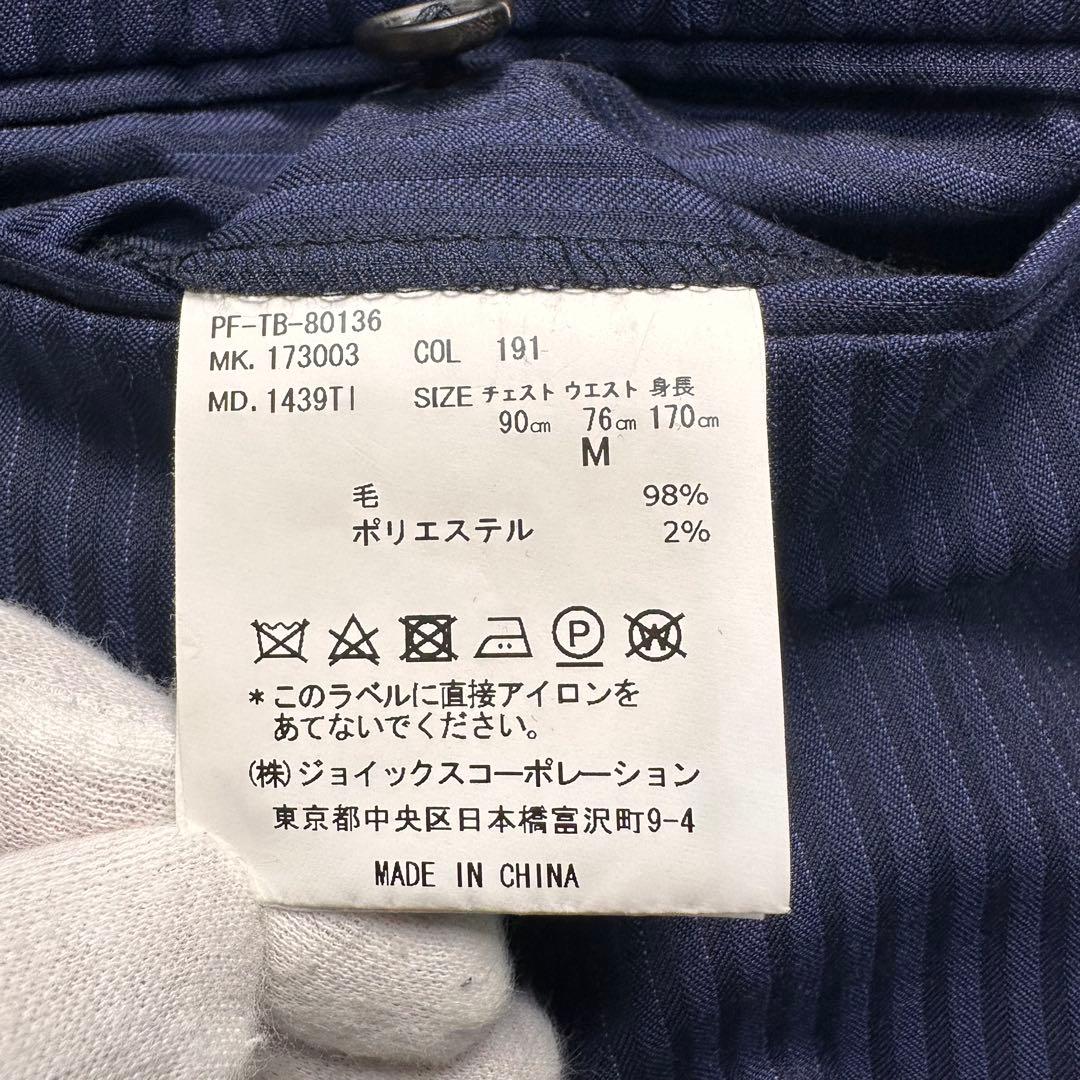 PF-TB-80136
MK. 173003 COL 191
MD. 1439TI SIZE チェスト ウエスト 身長
90㎝ 76㎝ 170㎝
M
毛 98%
ポリエステル 2%
P W
*このラベルに直接アイロンを
あてないでください。
(株)ジョイックスコーポレーション
東京都中央区日本橋富沢町9-4
MADE IN CHINA